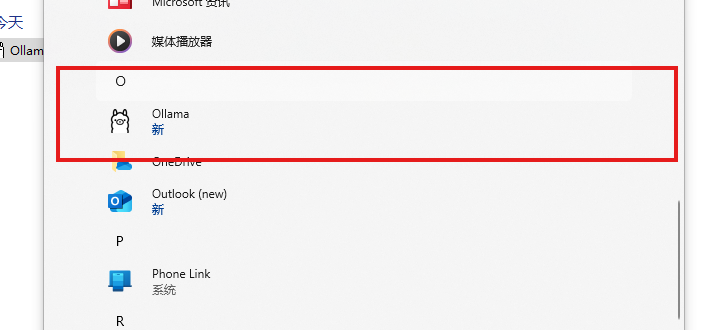 Microsoft 资讯
今天
媒体播放器
Ollam
O
Ollama
新
OneDrive
Outlook (new)
新
P
Phone Link
系统
R